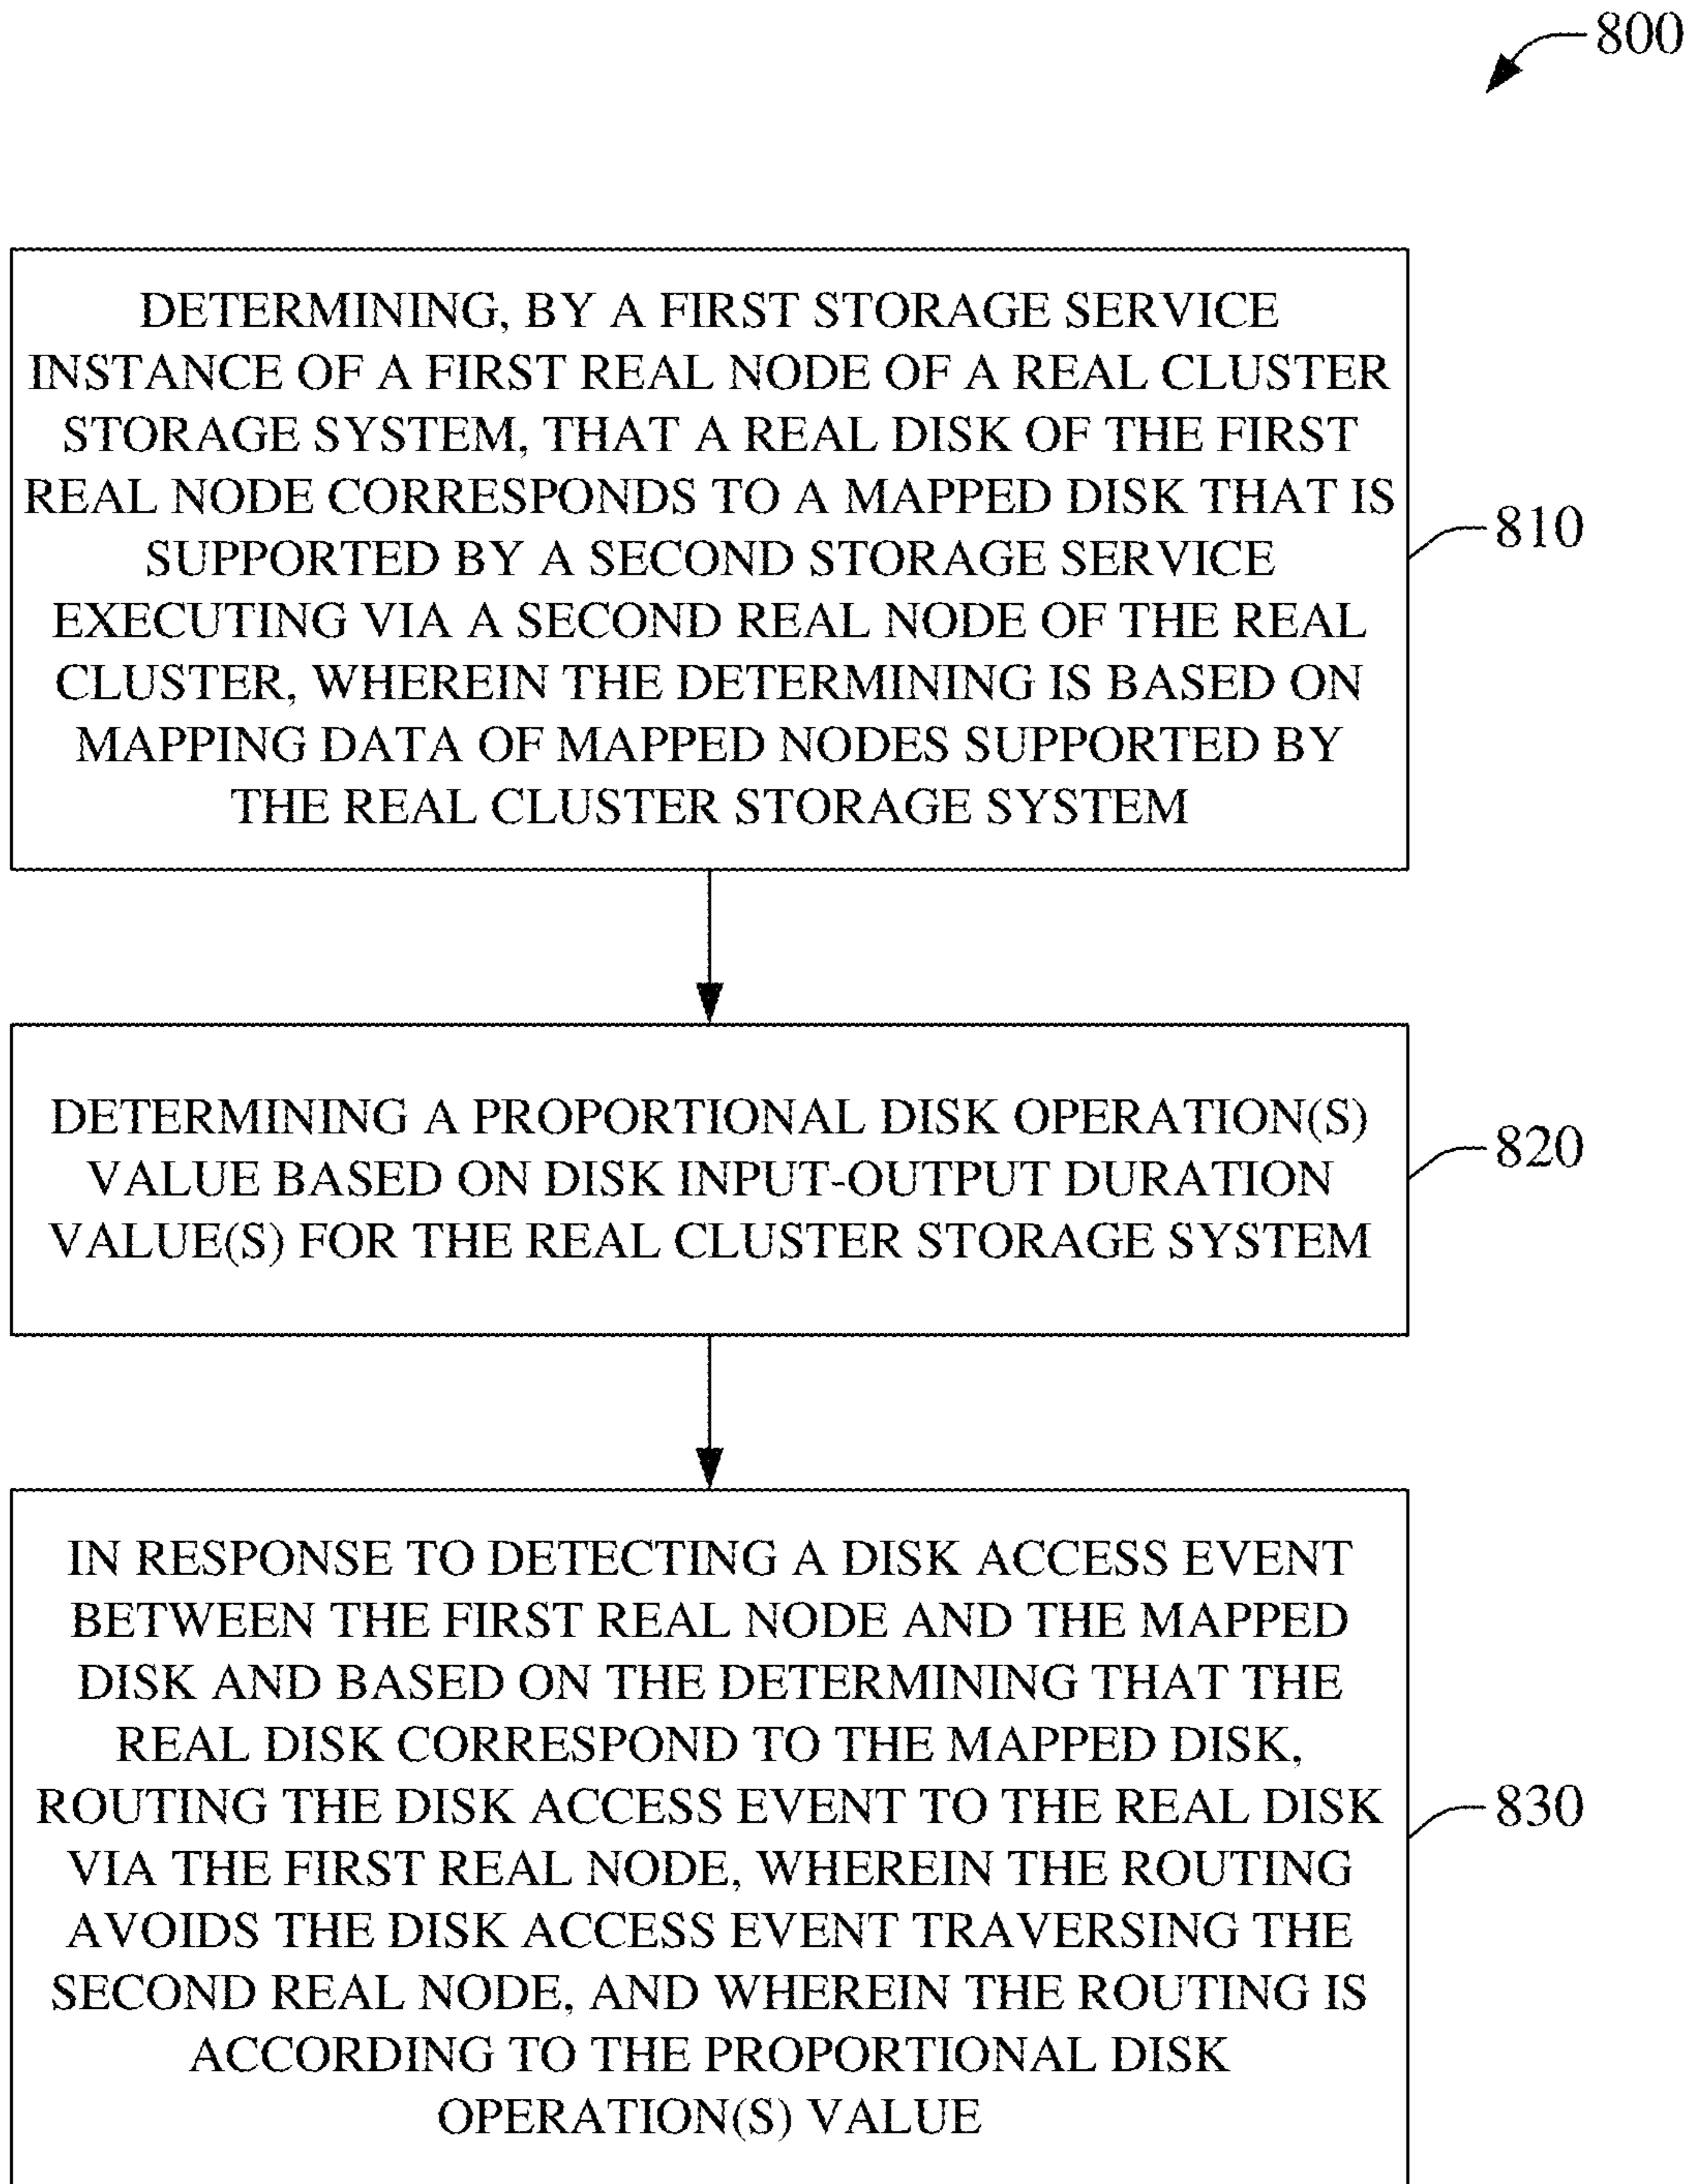 800
DETERMINING, BY A FIRST STORAGE SERVICE
INSTANCE OF A FIRST REAL NODE OF A REAL CLUSTER
STORAGE SYSTEM, THAT A REAL DISK OF THE FIRST
REAL NODE CORRESPONDS TO A MAPPED DISK THAT IS
SUPPORTED BY A SECOND STORAGE SERVICE
EXECUTING VIA A SECOND REAL NODE OF THE REAL
CLUSTER, WHEREIN THE DETERMINING IS BASED ON
MAPPING DATA OF MAPPED NODES SUPPORTED BY
THE REAL CLUSTER STORAGE SYSTEM
810
DETERMINING A PROPORTIONAL DISK OPERATION(S)
VALUE BASED ON DISK INPUT-OUTPUT DURATION
VALUE(S) FOR THE REAL CLUSTER STORAGE SYSTEM
820
IN RESPONSE TO DETECTING A DISK ACCESS EVENT
BETWEEN THE FIRST REAL NODE AND THE MAPPED
DISK AND BASED ON THE DETERMINING THAT THE
REAL DISK CORRESPOND TO THE MAPPED DISK,
ROUTING THE DISK ACCESS EVENT TO THE REAL DISK
VIA THE FIRST REAL NODE, WHEREIN THE ROUTING
AVOIDS THE DISK ACCESS EVENT TRAVERSING THE
SECOND REAL NODE, AND WHEREIN THE ROUTING IS
ACCORDING TO THE PROPORTIONAL DISK
OPERATION(S) VALUE
830